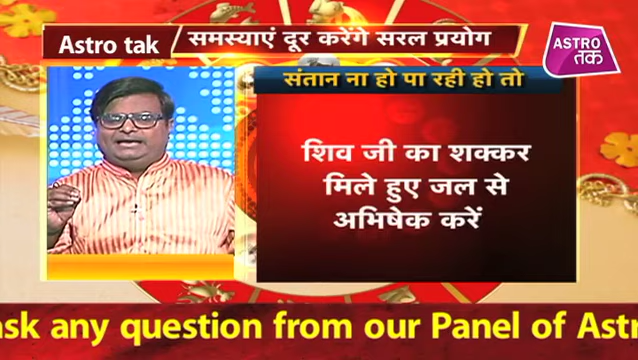 Astro tak
समस्याएं दूर करेंगे सरल प्रयोग
ASTRO
तक
संतान ना हो पा रही हो तो
शिव जी का शक्कर
मिले हुए जल से
अभिषेक करें
ask any question from our Panel of Astr